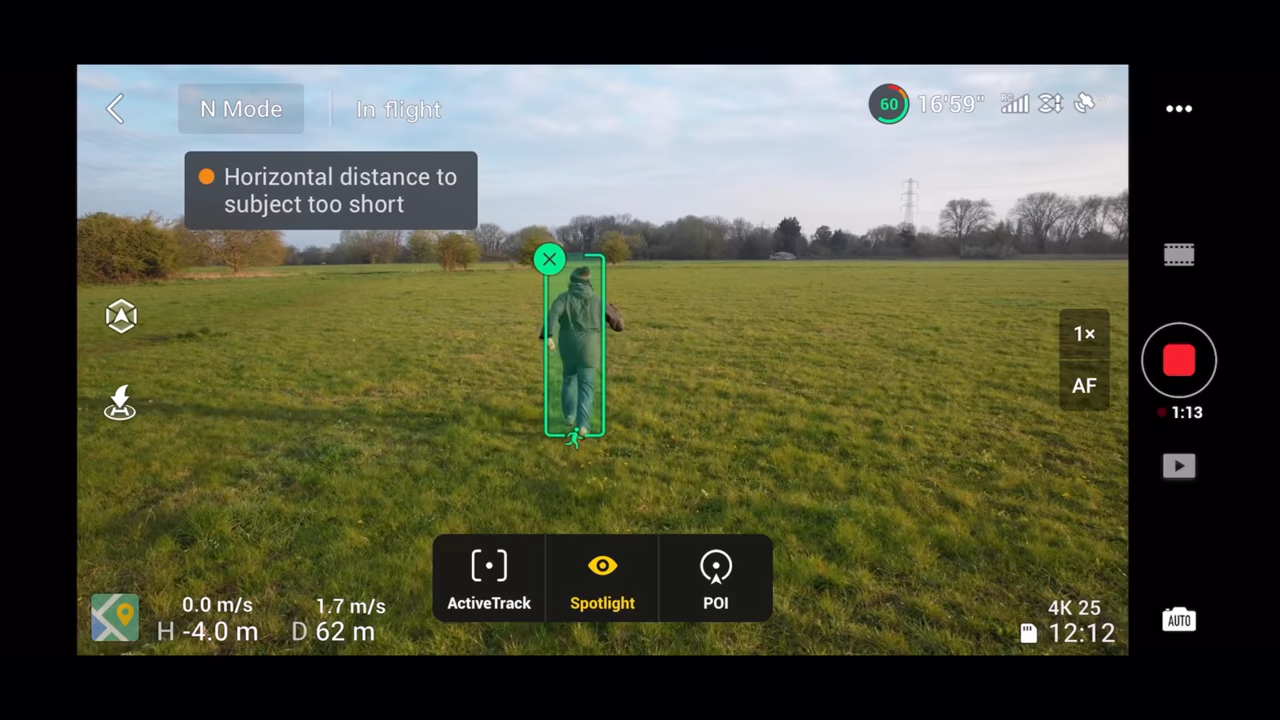 N Mode
In flight
60
16'59"
RC
Horizontal distance to
subject too short
1×
AF
1:13
ActiveTrack
Spotlight
POI
0.0 m/s
1.7 m/s
H -4.0 m
D 62 m
4K 25
12:12
AUTO